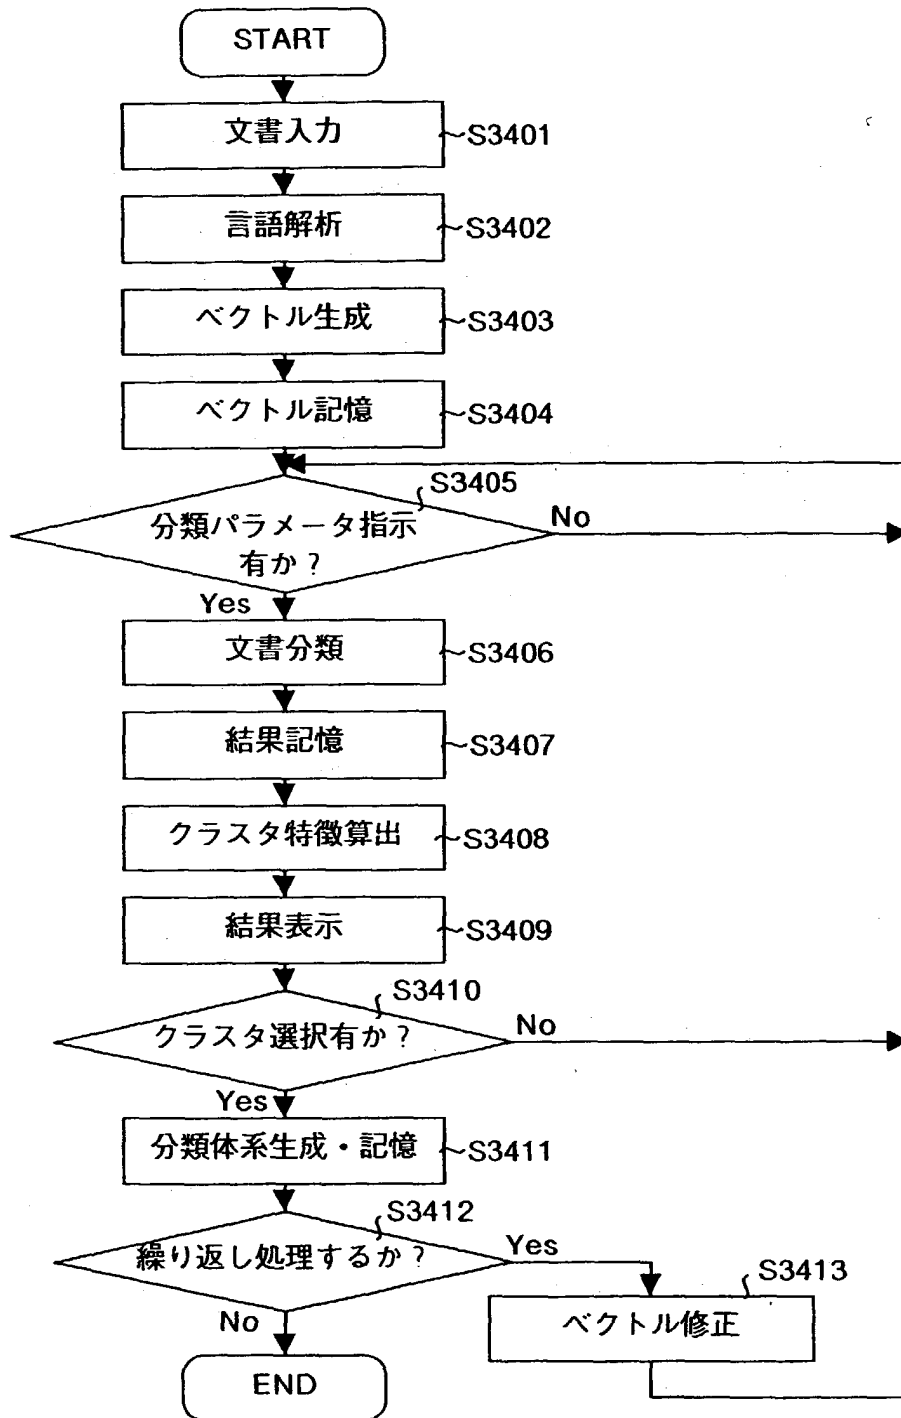 START
文書入力
S3401
言語解析
S3402
ベクトル生成
S3403
ベクトル記憶
S3404
S3405
分類パラメータ指示
有か?
No
Yes
文書分類
S3406
結果記憶
S3407
クラスタ特徴算出
S3408
結果表示
S3409
S3410
クラスタ選択有か?
No
Yes
分類体系生成・記憶
S3411
S3412
繰り返し処理するか?
Yes
S3413
ベクトル修正
No
END